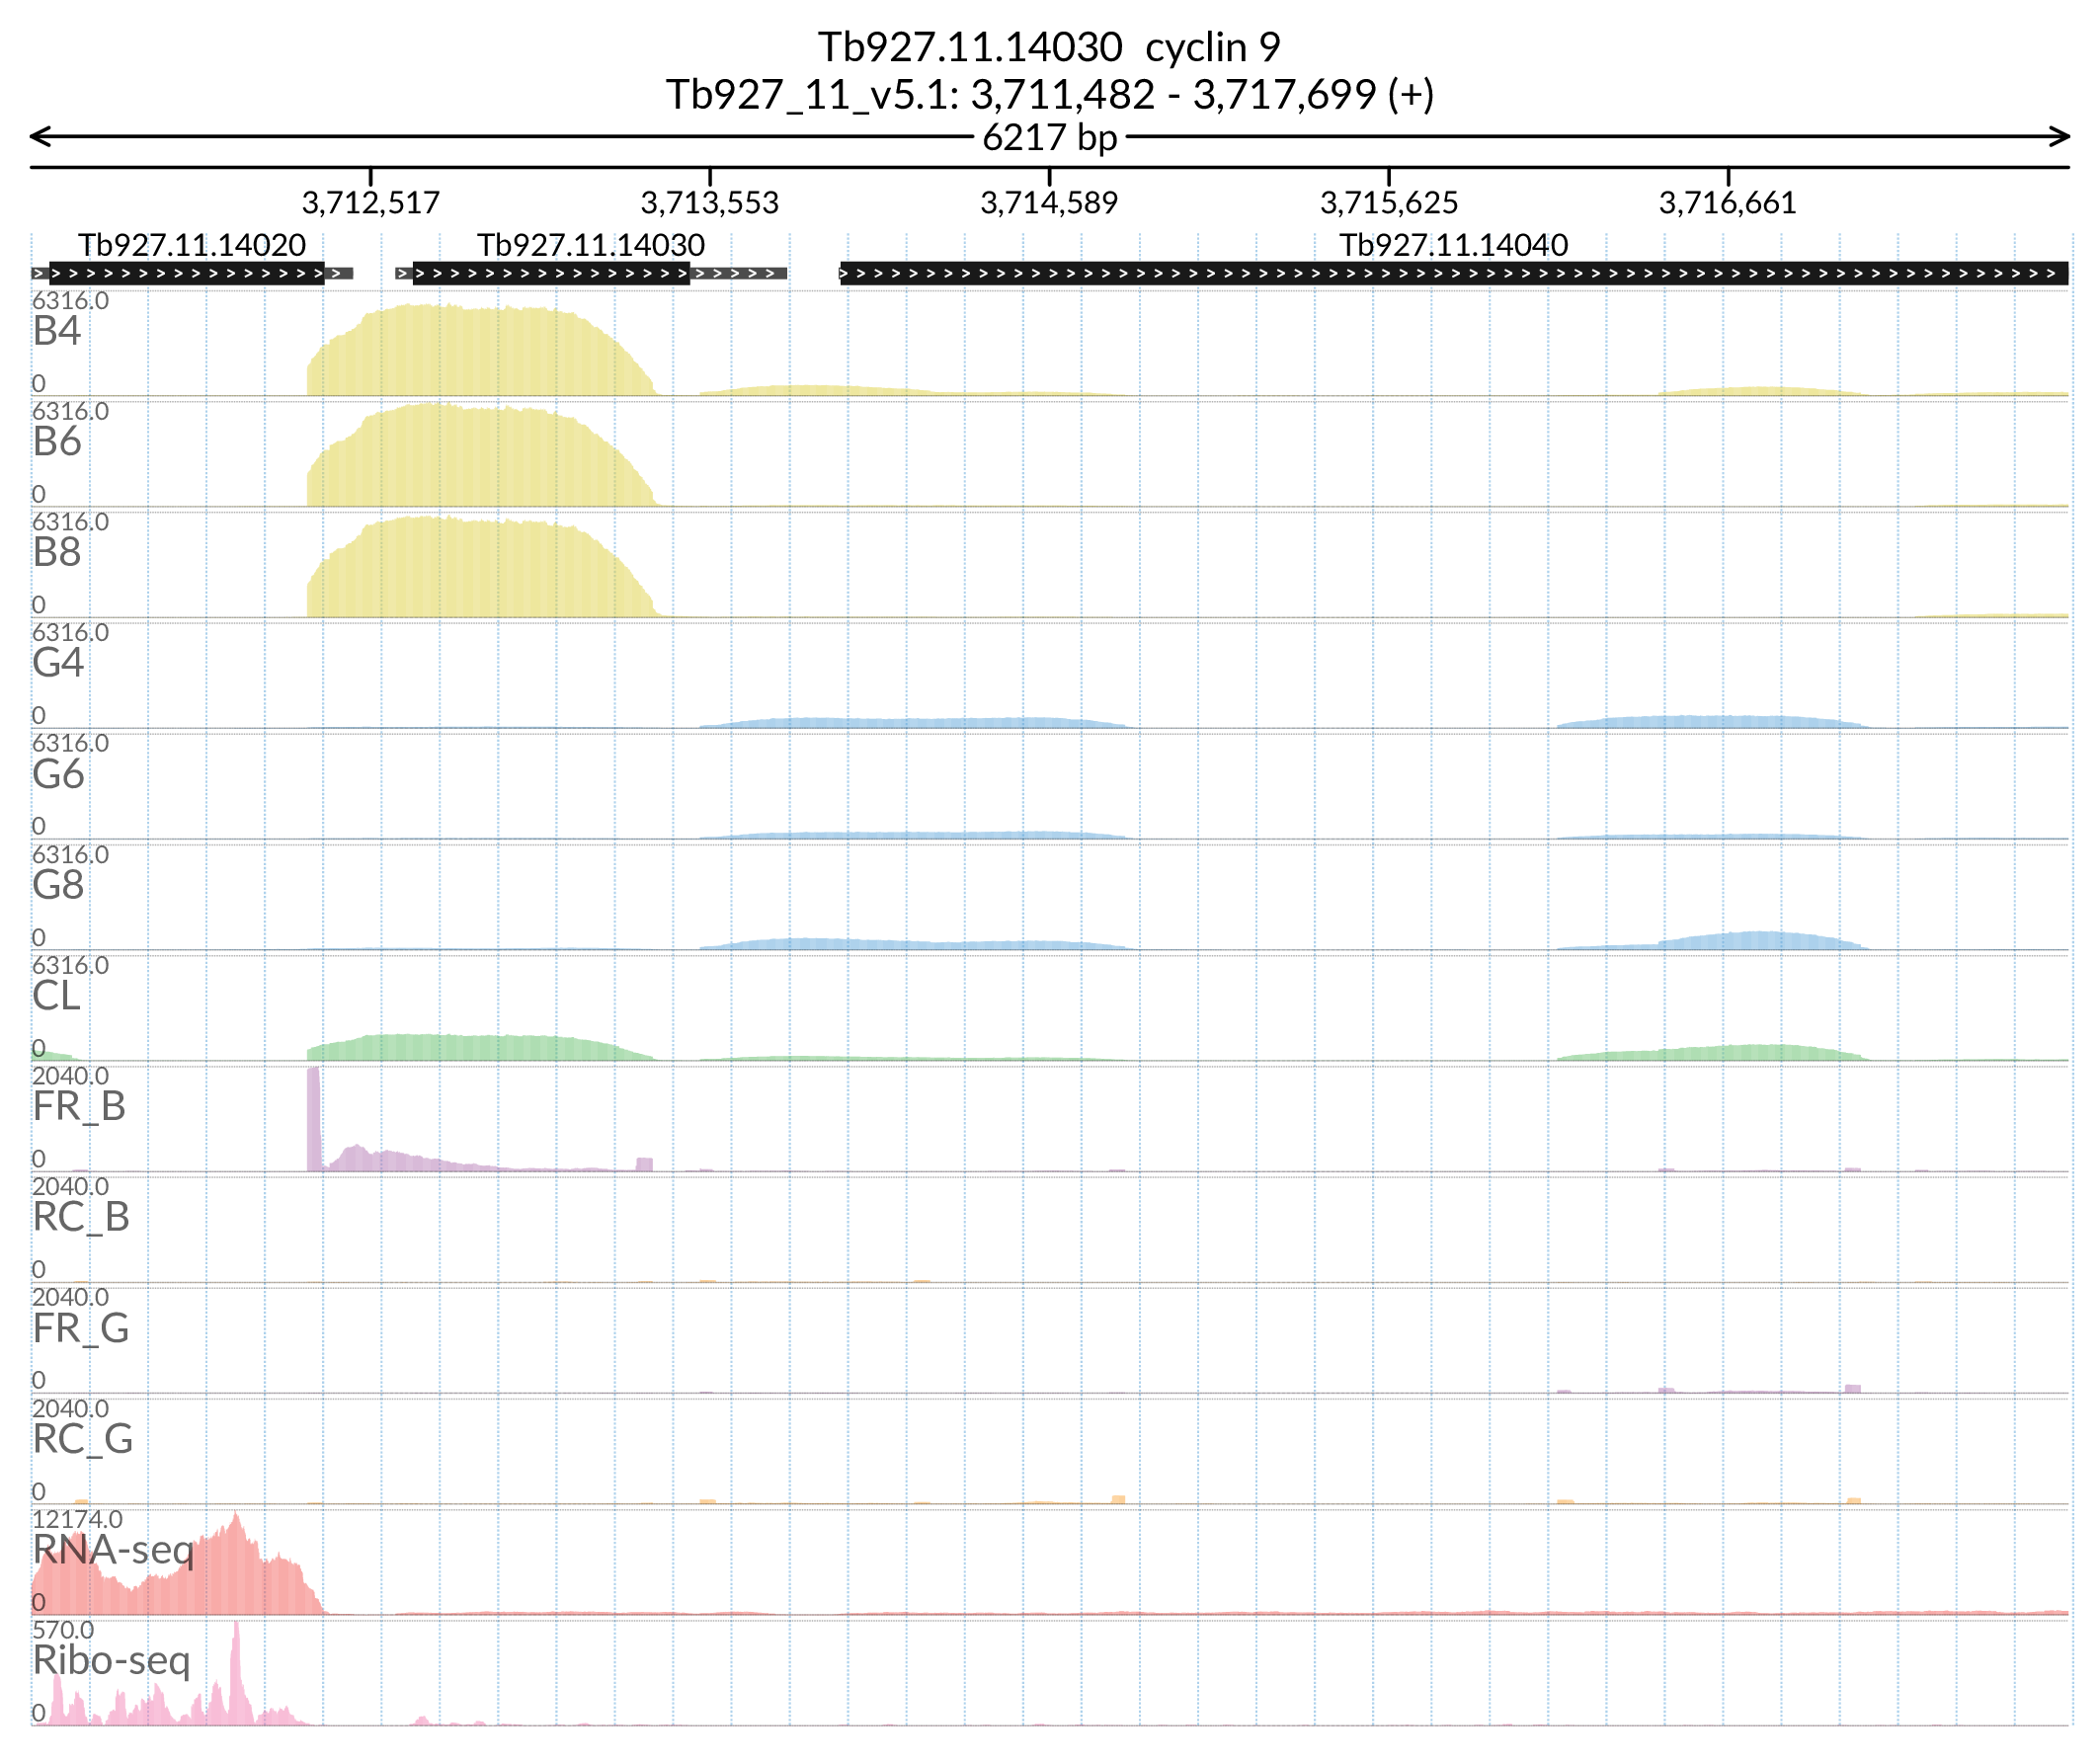 Tb927.11.14030 cyclin 9
Tb927_11_v5.1: 3,711,482 - 3,717,699 (+)
6217 bp
3,712,517 3,713,553 3,714,589 3,715,625 3,716,661
Tb927.11.14020 Tb927.11.14030 Tb927.11.14040
6316.0
B4
0
6316.0
B6
0
6316.0
B8
0
6316.0
G4
0
6316.0
G6
0
6316.0
G8
0
6316.0
CL
0
2040.0
FR_B
0
2040.0
RC_B
0
2040.0
FR_G
0
2040.0
RC_G
0
12174.0
RNA-seq
0
570.0
Ribo-seq
0